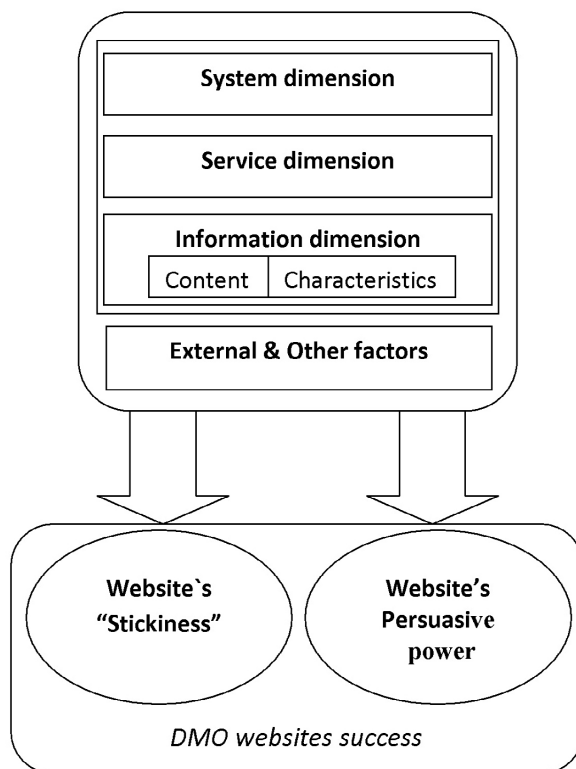 System dimension
Service dimension
Information dimension
Content Characteristics
External & Other factors
Website`s
“Stickiness”
Website’s
Persuasive
power
DMO websites success